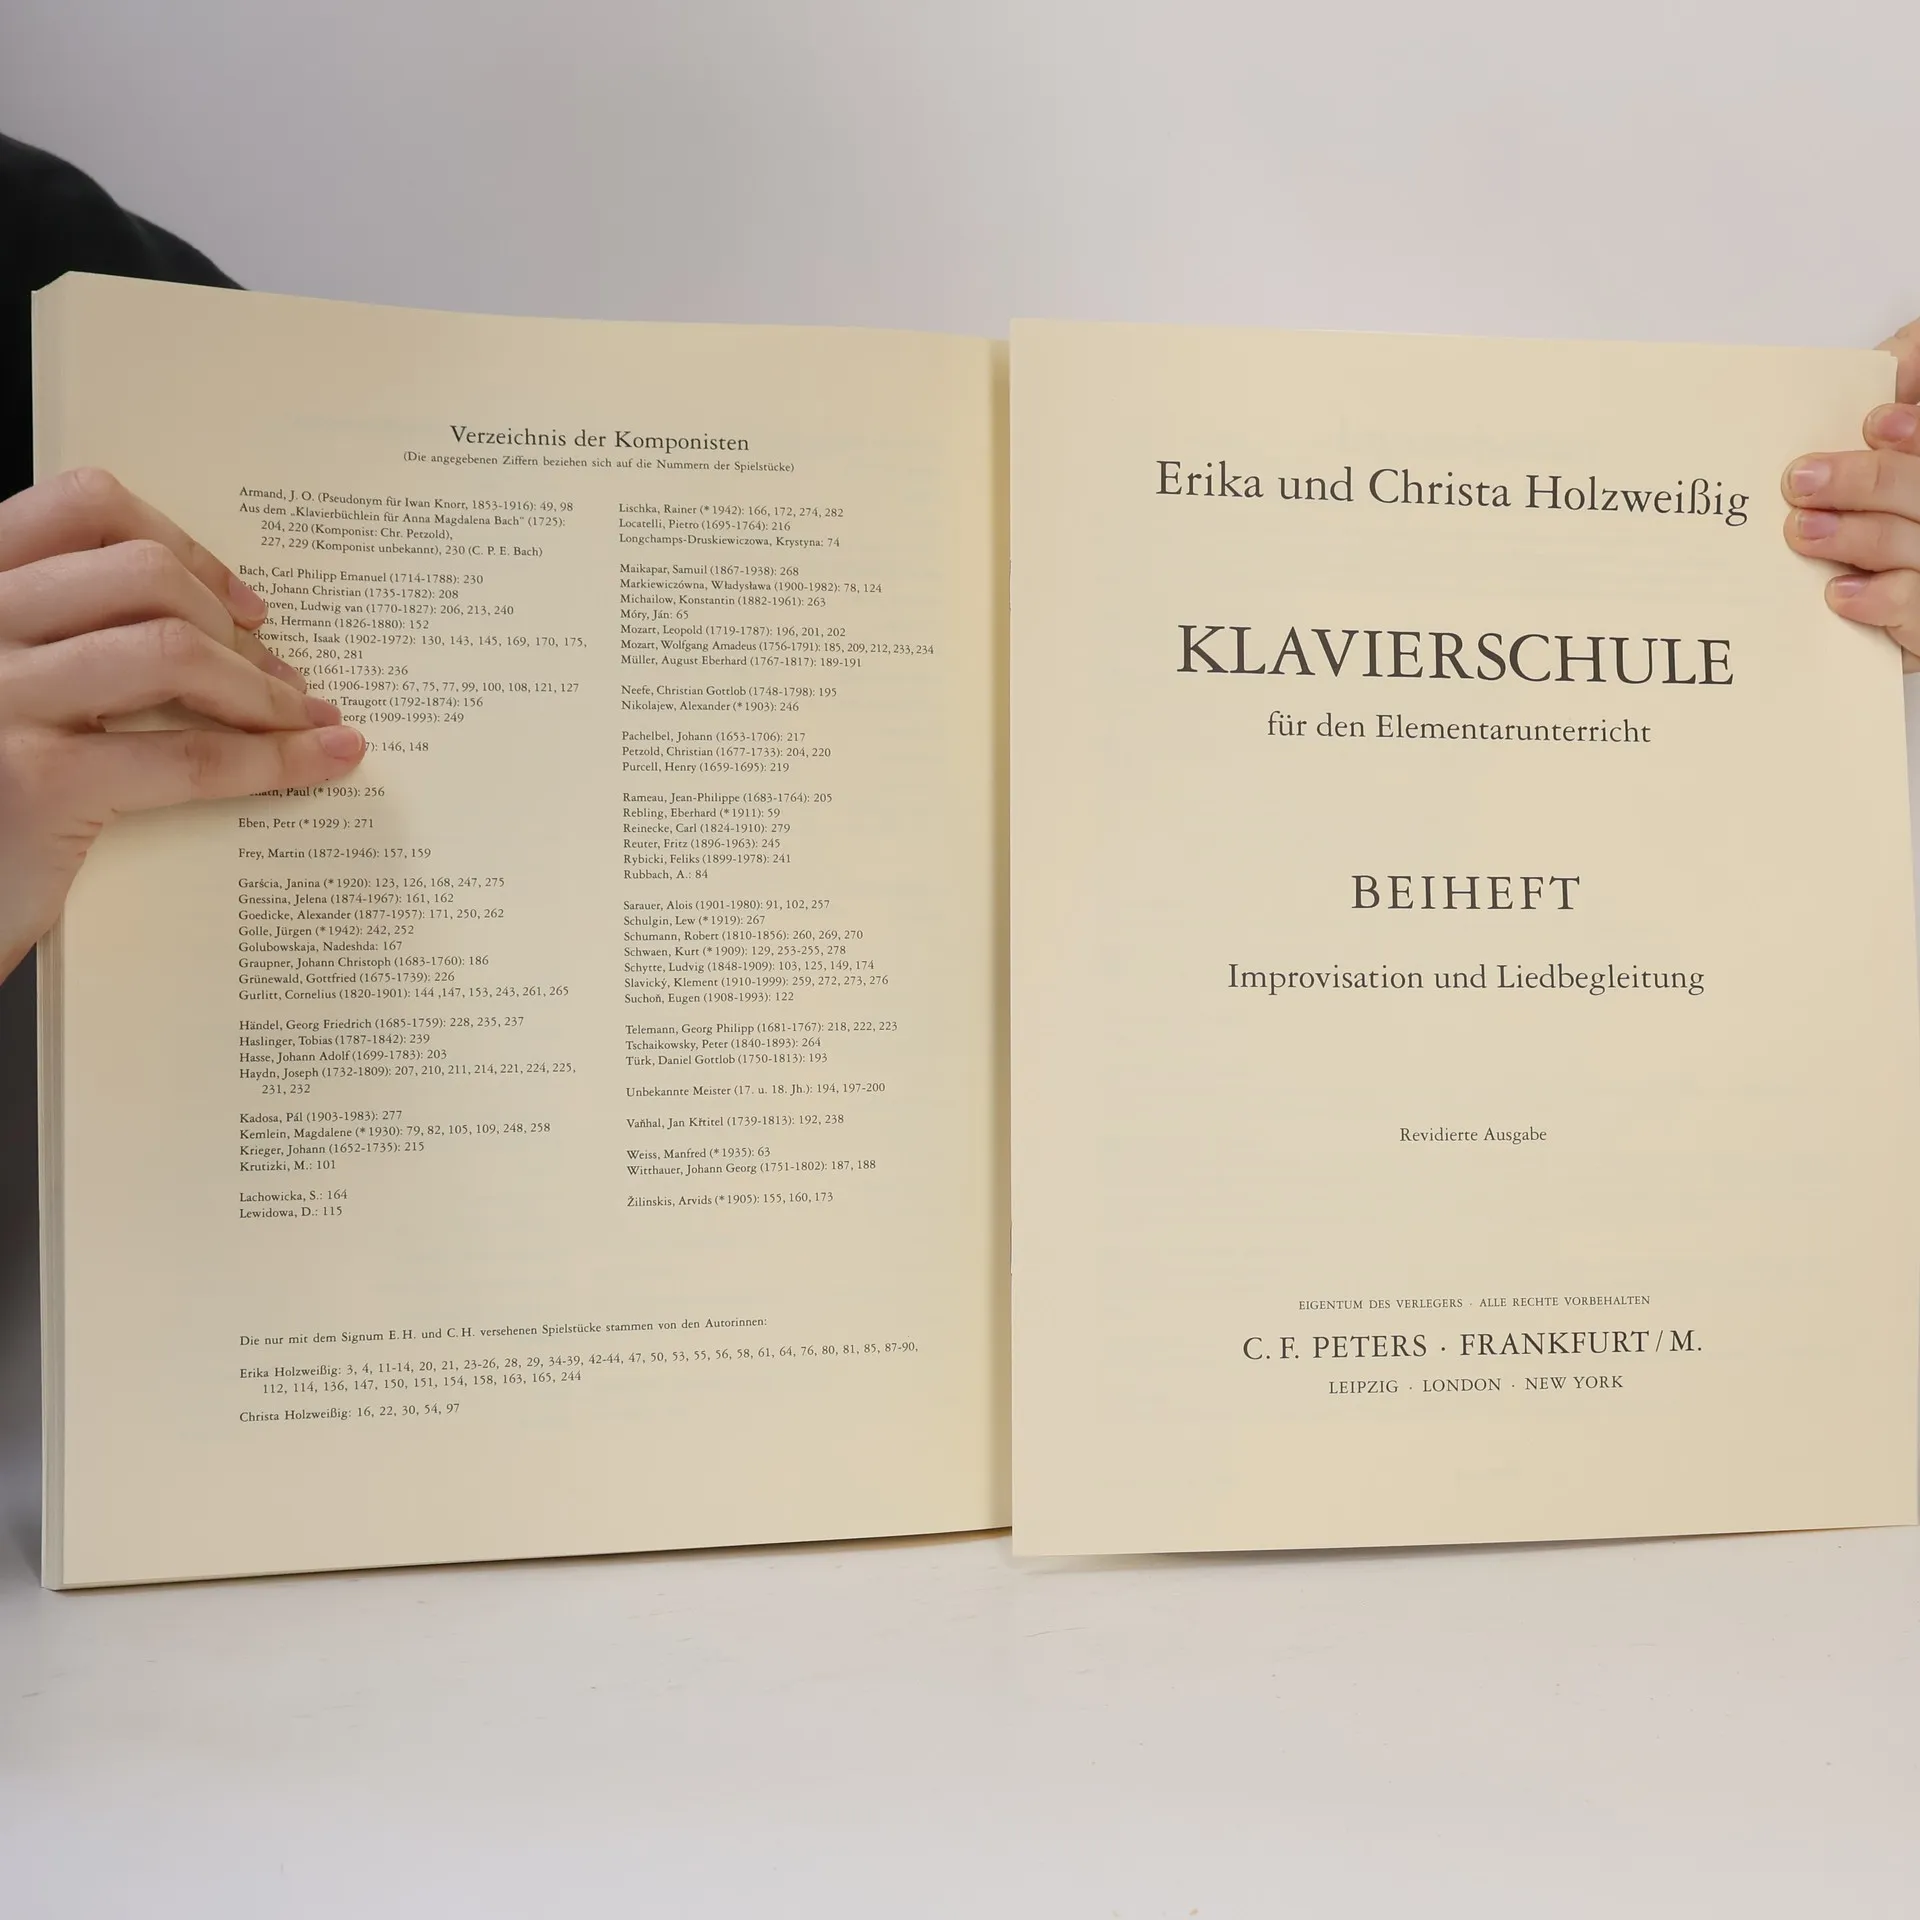 Verzeichnis der Komponisten
(Die angegebenen Ziffern beziehen sich auf die Nummern der Spielstücke)
Armand, J. O. (Pseudonym für Iwan Knorr, 1853-1916): 49, 98
Aus dem „Klavierbüchlein für Anna Magdalena Bach“ (1725):
204, 220 (Komponist: Chr. Petzold),
227, 229 (Komponist unbekannt), 230 (C. P. E. Bach)
Bach, Carl Philipp Emanuel (1714-1788): 230
Johann Christian (1735-1782): 208
Ludwig van (1770-1827): 206, 213, 240
Hermann (1826-1880): 152
Isaak (1902-1972): 130, 143, 145, 169, 170, 175,
266, 280, 281
(1661-1733): 236
(1906-1987): 67, 75, 77, 99, 100, 108, 121, 127
Traugott (1792-1874): 156
(1909-1993): 249
146, 148
Paul (*1903): 256
Eben, Petr (*1929 ): 271
Frey, Martin (1872-1946): 157, 159
Garścia, Janina (*1920): 123, 126, 168, 247, 275
Gnessina, Jelena (1874-1967): 161, 162
Goedicke, Alexander (1877-1957): 171, 250, 262
Golle, Jürgen (*1942): 242, 252
Golubowskaja, Nadeshda: 167
Graupner, Johann Christoph (1683-1760): 186
Grünewald, Gottfried (1675-1739): 226
Gurlitt, Cornelius (1820-1901): 144 ,147, 153, 243, 261, 265
Händel, Georg Friedrich (1685-1759): 228, 235, 237
Haslinger, Tobias (1787-1842): 239
Hasse, Johann Adolf (1699-1783): 203
Haydn, Joseph (1732-1809): 207, 210, 211, 214, 221, 224, 225,
231, 232
Kadosa, Pál (1903-1983): 277
Kemlein, Magdalene (*1930): 79, 82, 105, 109, 248, 258
Krieger, Johann (1652-1735): 215
Krutizki, M.: 101
Lachowicka, S.: 164
Lewidowa, D.: 115
Lischka, Rainer (*1942): 166, 172, 274, 282
Locatelli, Pietro (1695-1764): 216
Longchamps-Druskiewiczowa, Krystyna: 74
Maikapar, Samuil (1867-1938): 268
Markiewiczówna, Władysława (1900-1982): 78, 124
Michailow, Konstantin (1882-1961): 263
Móry, Ján: 65
Mozart, Leopold (1719-1787): 196, 201, 202
Mozart, Wolfgang Amadeus (1756-1791): 185, 209, 212, 233, 234
Müller, August Eberhard (1767-1817): 189-191
Neefe, Christian Gottlob (1748-1798): 195
Nikolajew, Alexander (*1903): 246
Pachelbel, Johann (1653-1706): 217
Petzold, Christian (1677-1733): 204, 220
Purcell, Henry (1659-1695): 219
Rameau, Jean-Philippe (1683-1764): 205
Rebling, Eberhard (*1911): 59
Reinecke, Carl (1824-1910): 279
Reuter, Fritz (1896-1963): 245
Rybicki, Feliks (1899-1978): 241
Rubbach, A.: 84
Sarauer, Alois (1901-1980): 91, 102, 257
Schulgin, Lew (*1919): 267
Schumann, Robert (1810-1856): 260, 269, 270
Schwaen, Kurt (*1909): 129, 253-255, 278
Schytte, Ludvig (1848-1909): 103, 125, 149, 174
Slavický, Klement (1910-1999): 259, 272, 273, 276
Suchoň, Eugen (1908-1993): 122
Telemann, Georg Philipp (1681-1767): 218, 222, 223
Tschaikowsky, Peter (1840-1893): 264
Türk, Daniel Gottlob (1750-1813): 193
Unbekannte Meister (17. u. 18. Jh.): 194, 197-200
Vaňhal, Jan Křtitel (1739-1813): 192, 238
Weiss, Manfred (*1935): 63
Witthauer, Johann Georg (1751-1802): 187, 188
Žilinskis, Arvids (*1905): 155, 160, 173
Die nur mit dem Signum E. H. und C. H. versehenen Spielstücke stammen von den Autorinnen:
Erika Holzweißig: 3, 4, 11-14, 20, 21, 23-26, 28, 29, 34-39, 42-44, 47, 50, 53, 55, 56, 58, 61, 64, 76, 80, 81, 85, 87-90,
112, 114, 136, 147, 150, 151, 154, 158, 163, 165, 244
Christa Holzweißig: 16, 22, 30, 54, 97
Erika und Christa Holzweißig
KLAVIERSCHULE
für den Elementarunterricht
BEIHEFT
Improvisation und Liedbegleitung
Revidierte Ausgabe
EIGENTUM DES VERLEGERS · ALLE RECHTE VORBEHALTEN
C. F. PETERS · FRANKFURT / M.
LEIPZIG · LONDON · NEW YORK